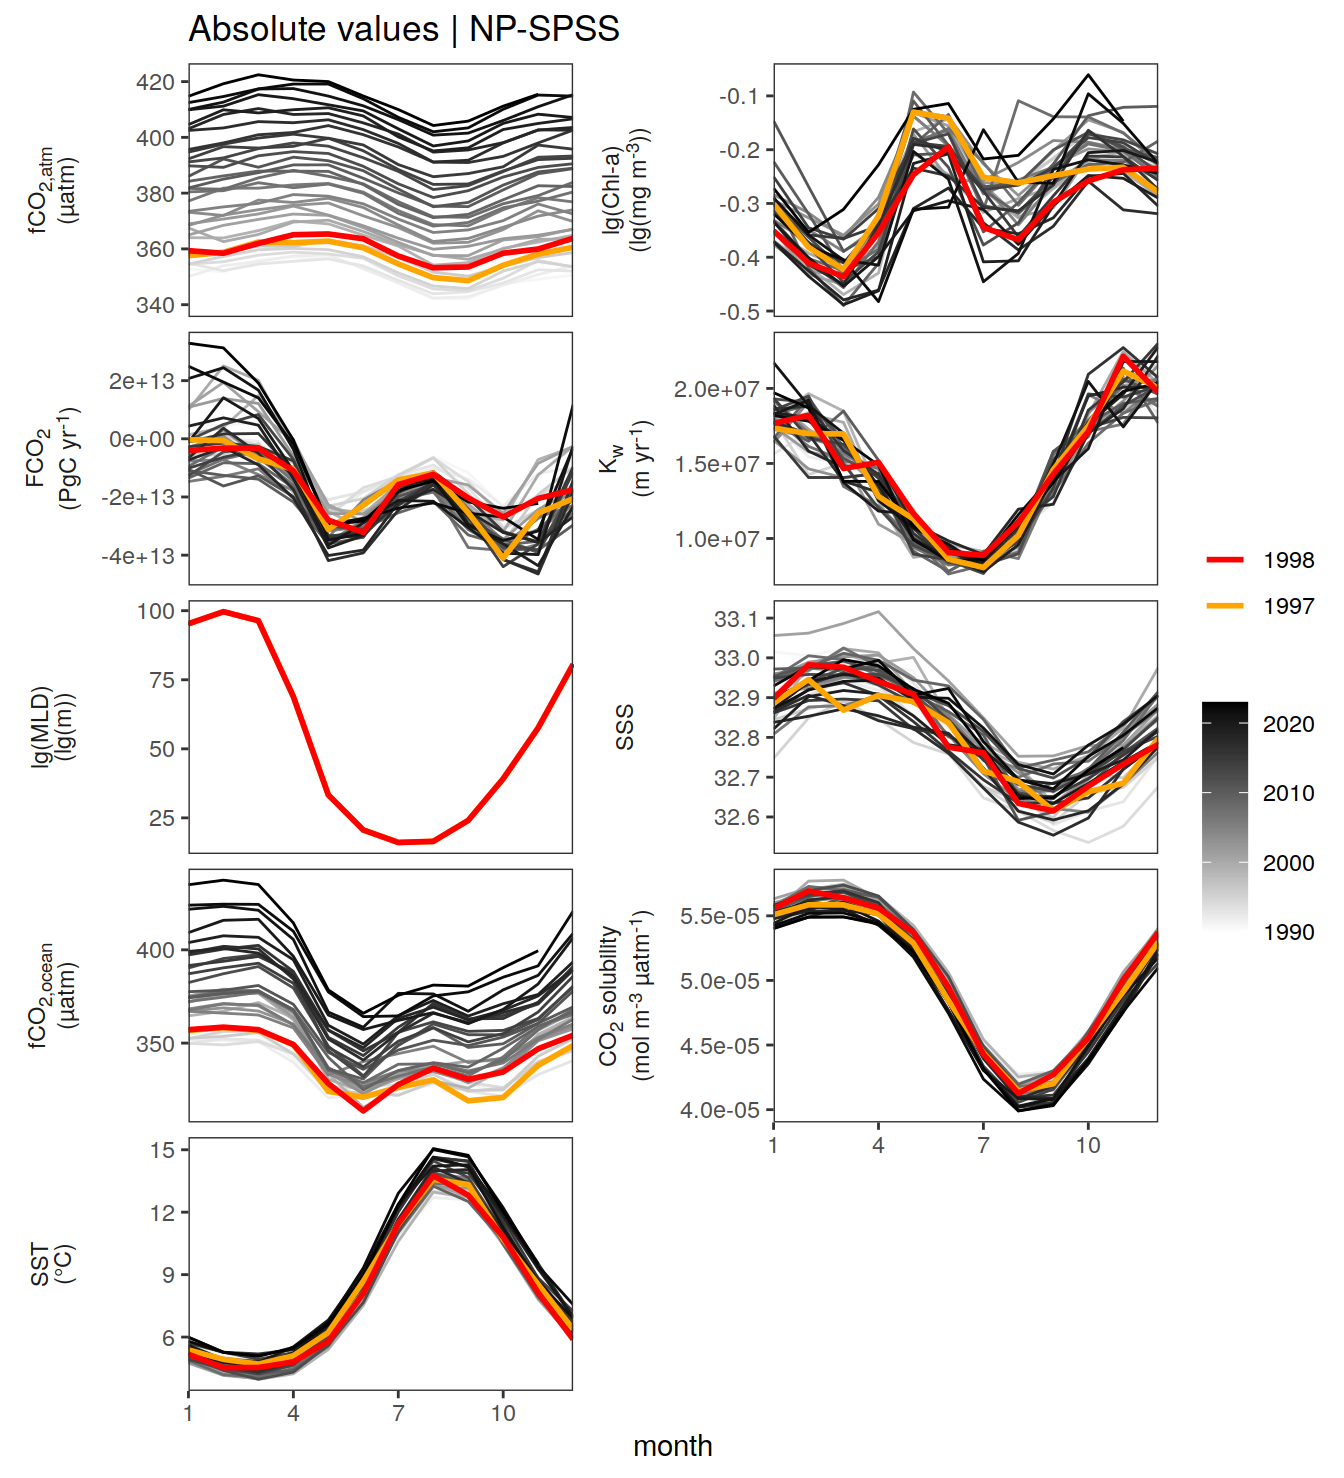 Absolute values | NP-SPSS
fCO2,atm
(µatm)
420
400
380
360
340
lg(Chl-a)
(lg(mg m-3))
-0.1
-0.2
-0.3
-0.4
-0.5
FCO2
(PgC yr-1)
2e+13
0e+00
-2e+13
-4e+13
Kw
(m yr-1)
2.0e+07
1.5e+07
1.0e+07
lg(MLD)
(lg(m))
100
75
50
25
SSS
33.1
33.0
32.9
32.8
32.7
32.6
fCO2,ocean
(µatm)
400
350
CO2 solubility
(mol m-3 µatm-1)
5.5e-05
5.0e-05
4.5e-05
4.0e-05
1 4 7 10
SST
(°C)
15
12
9
6
1 4 7 10
month
1998
1997
2020
2010
2000
1990